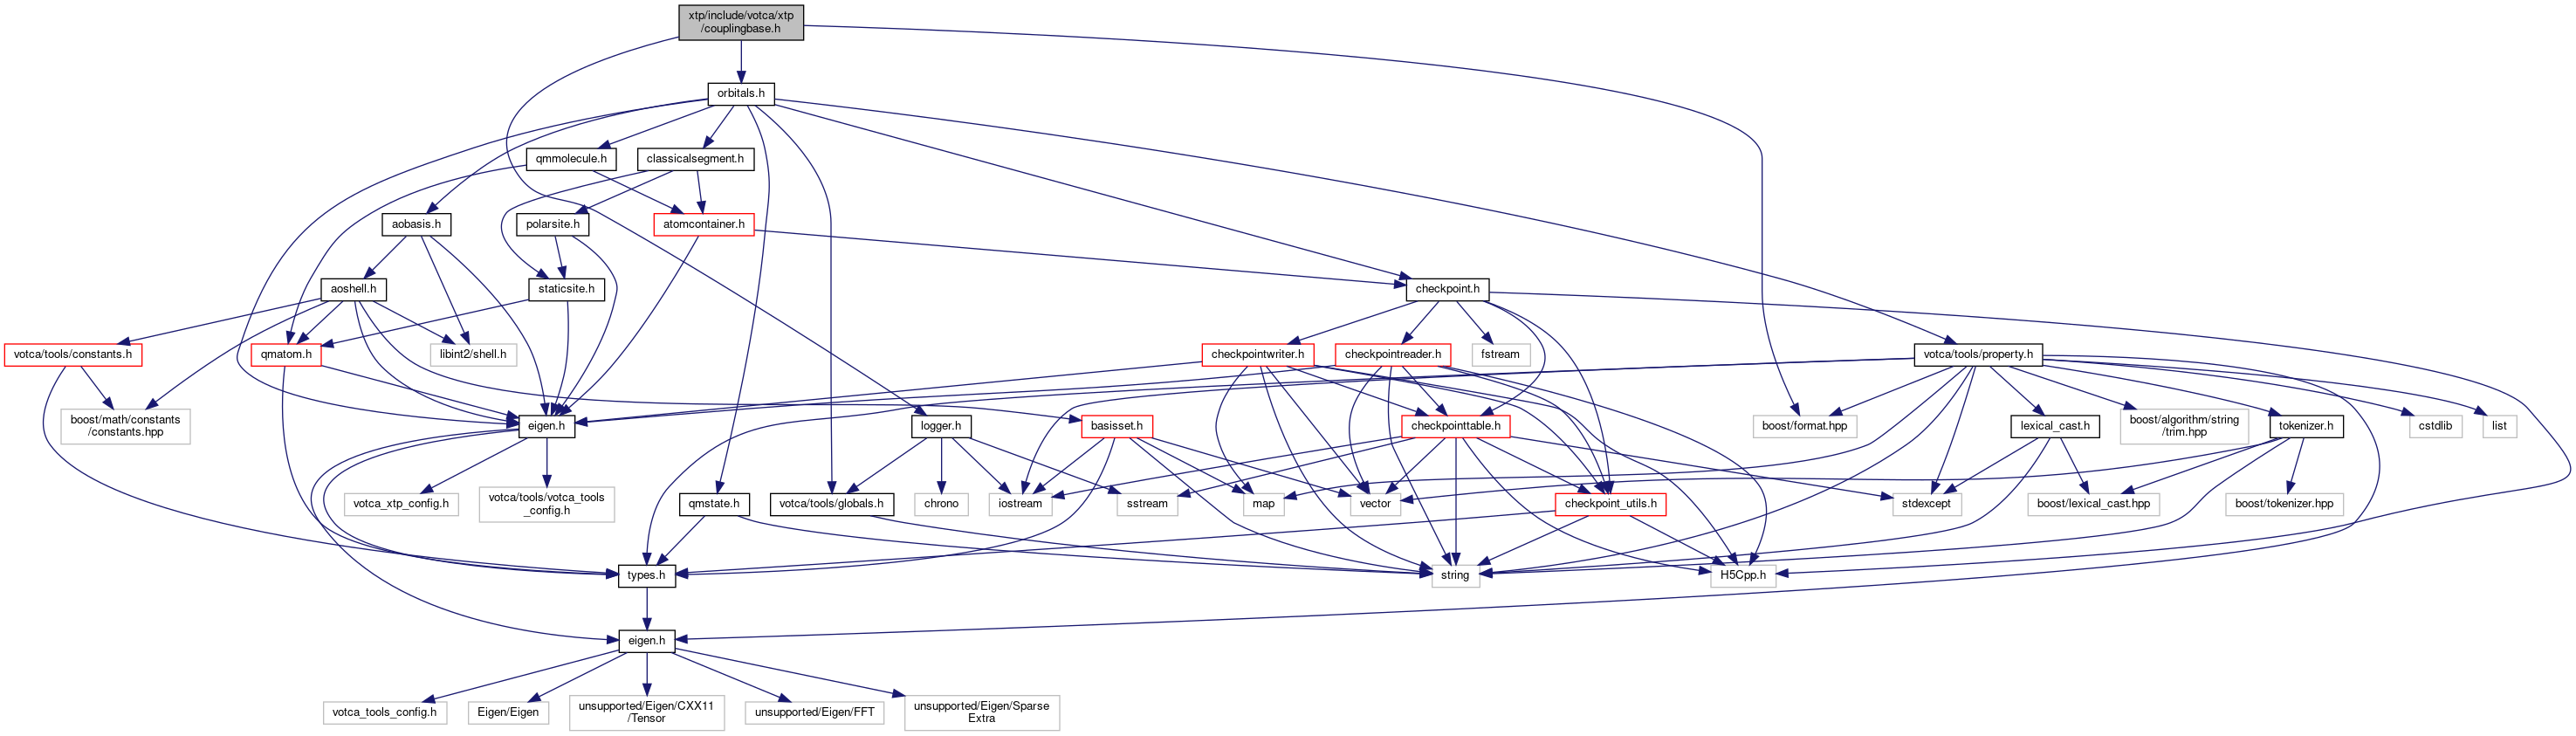 xtp/include/votca/xtp
/couplingbase.h
orbitals.h
qmmolecule.h
classicalsegment.h
aobasis.h
polarsite.h
atomcontainer.h
aoshell.h
staticsite.h
checkpoint.h
votca/tools/constants.h
qmatom.h
libint2/shell.h
checkpointwriter.h
checkpointreader.h
fstream
votca/tools/property.h
boost/math/constants
/constants.hpp
eigen.h
logger.h
basisset.h
checkpointtable.h
boost/format.hpp
lexical_cast.h
boost/algorithm/string
/trim.hpp
tokenizer.h
cstdlib
list
votca_xtp_config.h
votca/tools/votca_tools
_config.h
qmstate.h
votca/tools/globals.h
chrono
iostream
sstream
map
vector
checkpoint_utils.h
stdexcept
boost/lexical_cast.hpp
boost/tokenizer.hpp
types.h
string
H5Cpp.h
eigen.h
votca_tools_config.h
Eigen/Eigen
unsupported/Eigen/CXX11
/Tensor
unsupported/Eigen/FFT
unsupported/Eigen/Sparse
Extra